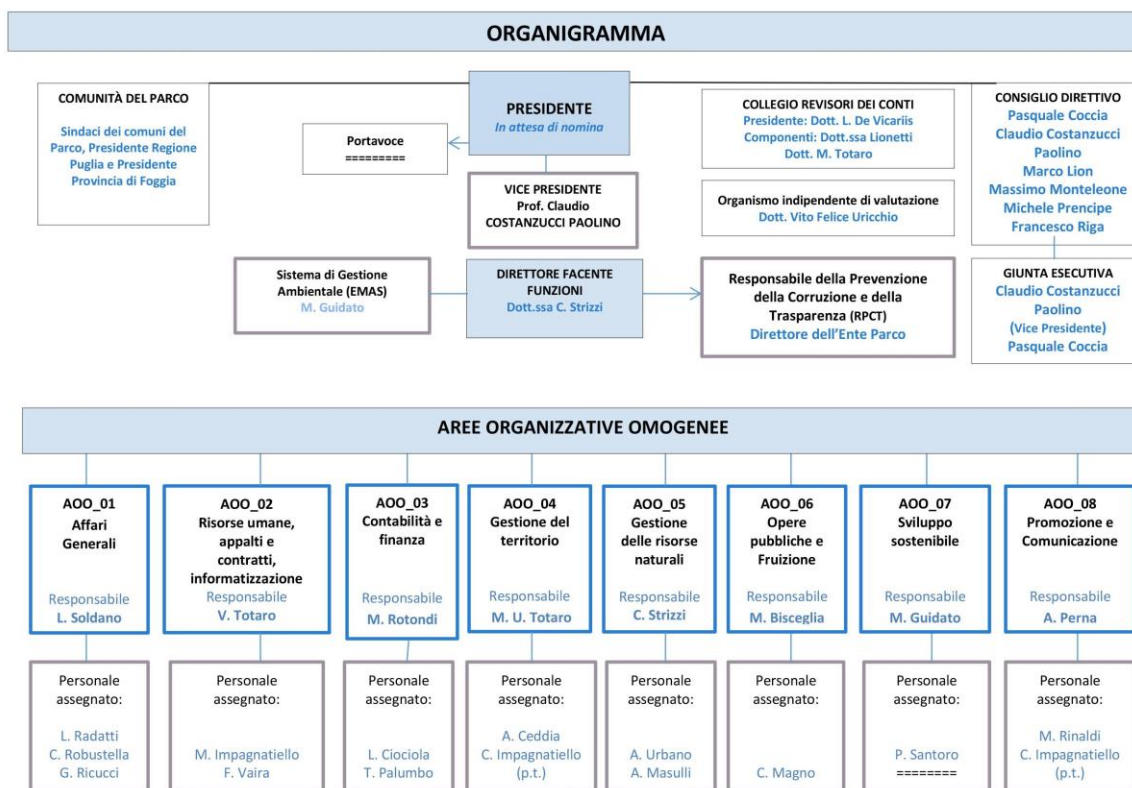 ORGANIGRAMMA
COMUNITÀ DEL PARCO
Sindaci dei comuni del
Parco, Presidente Regione
Puglia e Presidente
Provincia di Foggia
Portavoce
=========
PRESIDENTE
In attesa di nomina
VICE PRESIDENTE
Prof. Claudio
COSTANZUCCI PAOLINO
COLLEGIO REVISORI DEI CONTI
Presidente: Dott. L. De Vicariis
Componenti: Dott.ssa Lionetti
Dott. M. Totaro
Organismo indipendente di valutazione
Dott. Vito Felice Uricchio
CONSIGLIO DIRETTIVO
Pasquale Coccia
Claudio Costanzucci
Paolino
Marco Lion
Massimo Monteleone
Michele Prencipe
Francesco Riga
Sistema di Gestione
Ambientale (EMAS)
M. Guidato
DIRETTORE FACENTE
FUNZIONI
Dott.ssa C. Strizzi
Responsabile della Prevenzione
della Corruzione e della
Trasparenza (RPCT)
Direttore dell'Ente Parco
GIUNTA ESECUTIVA
Claudio Costanzucci
Paolino
(Vice Presidente)
Pasquale Coccia
AREE ORGANIZZATIVE OMOGENEE
AOO_01
Affari
Generali
Responsabile
L. Soldano
AOO_02
Risorse umane,
appalti e
contratti,
informatizzazione
Responsabile
V. Totaro
AOO_03
Contabilità e
finanza
Responsabile
M. Rotondi
AOO_04
Gestione del
territorio
Responsabile
M. U. Totaro
AOO_05
Gestione
delle risorse
naturali
Responsabile
C. Strizzi
AOO_06
Opere
pubbliche e
Fruizione
Responsabile
M. Bisceglia
AOO_07
Sviluppo
sostenibile
Responsabile
M. Guidato
AOO_08
Promozione e
Comunicazione
Responsabile
A. Perna
Personale
assegnato:
L. Radatti
C. Robustella
G. Ricucci
Personale
assegnato:
M. Impagnatiello
F. Vaira
Personale
assegnato:
L. Ciociola
T. Palumbo
Personale
assegnato:
A. Ceddia
C. Impagnatiello
(p.t.)
Personale
assegnato:
A. Urbano
A. Masulli
Personale
assegnato:
C. Magno
Personale
assegnato:
P. Santoro
========
Personale
assegnato:
M. Rinaldi
C. Impagnatiello
(p.t.)